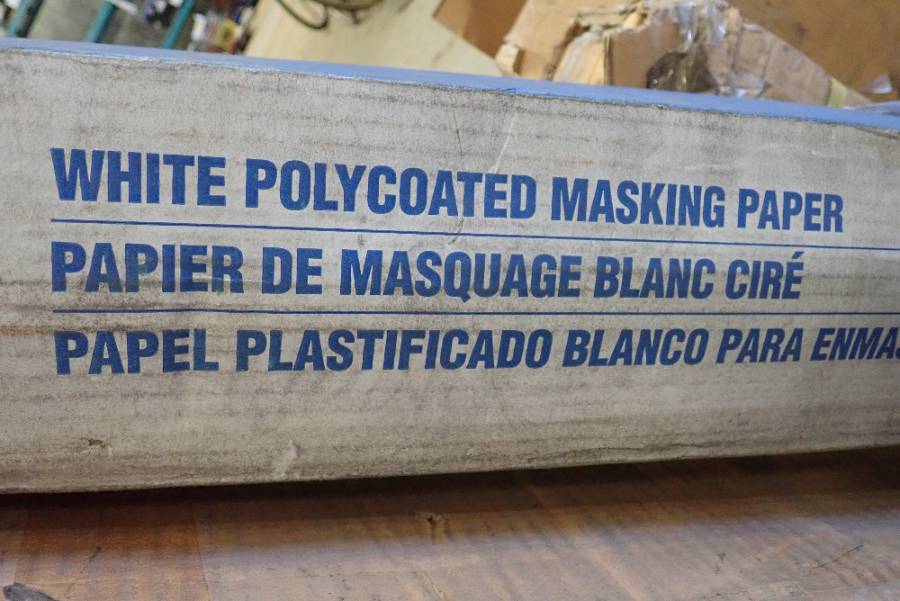 WHITE POLYCOATED MASKING PAPER
PAPIER DE MASQUAGE BLANC CIRÉ
PAPEL PLASTIFICADO BLANCO PARA